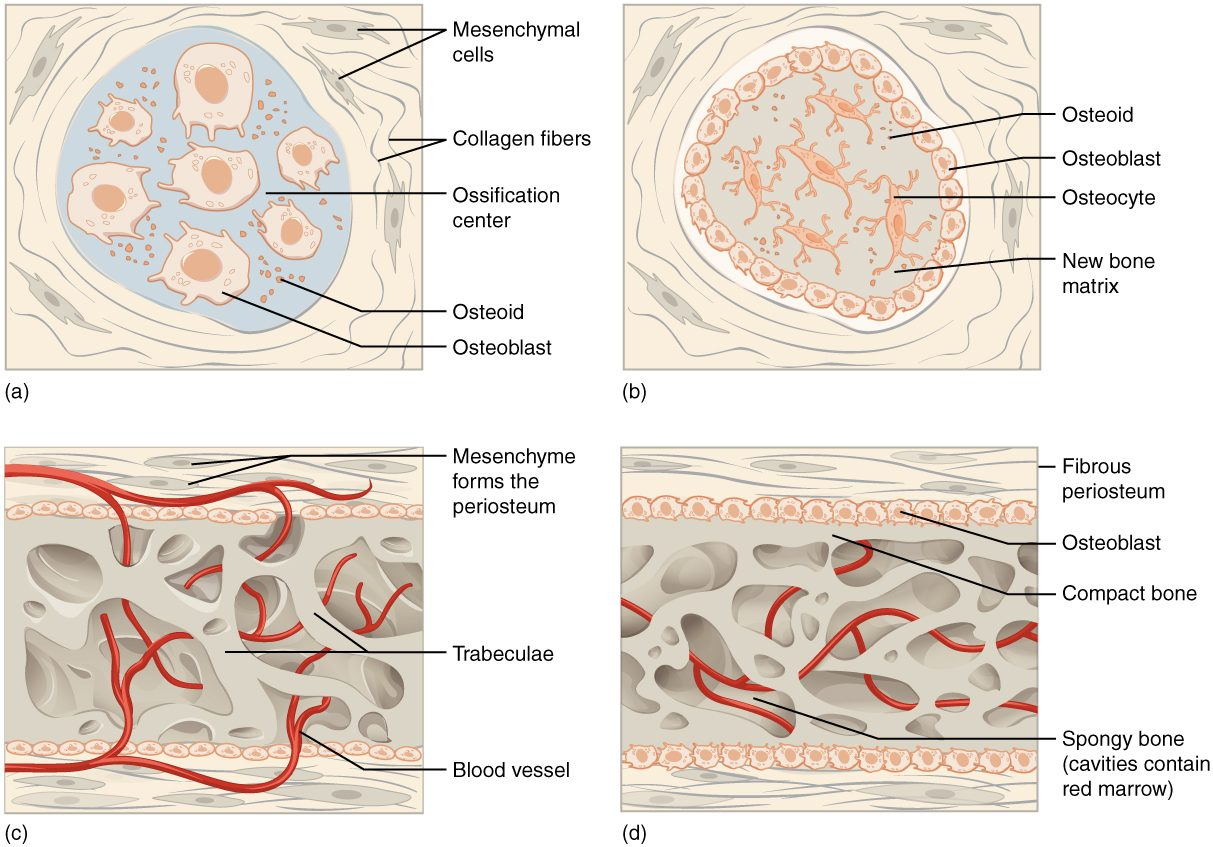 Mesenchymal
cells
Collagen fibers
Ossification
center
Osteoid
Osteoblast
(a)
Osteoid
Osteoblast
Osteocyte
New bone
matrix
(b)
Mesenchyme
forms the
periosteum
Trabeculae
Blood vessel
(c)
Fibrous
periosteum
Osteoblast
Compact bone
Spongy bone
(cavities contain
red marrow)
(d)